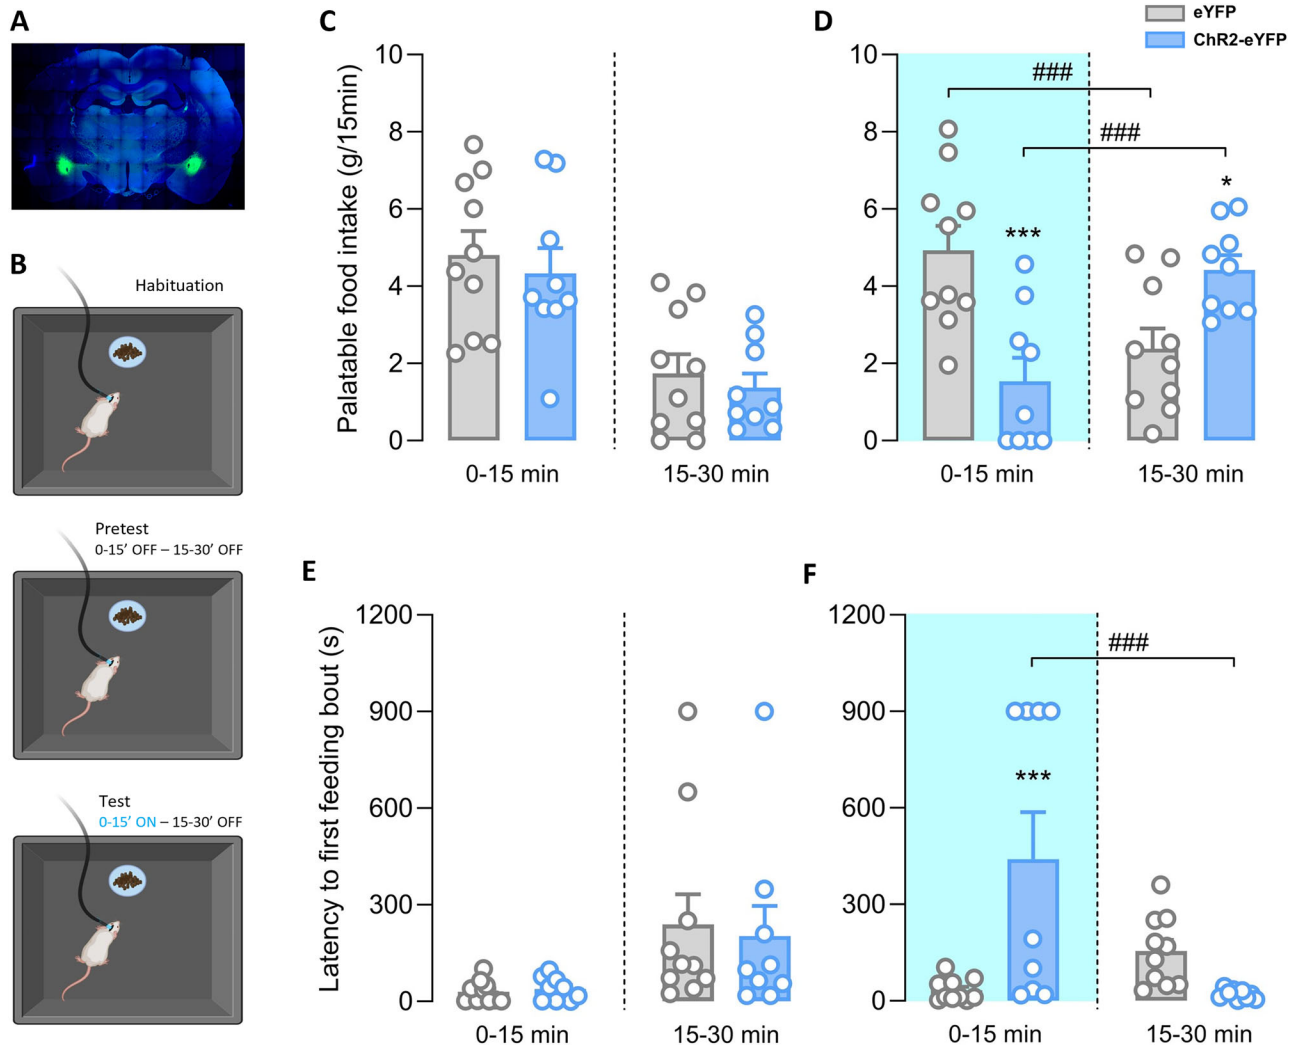 A
B
Habituation
Pretest
0-15' OFF – 15-30' OFF
Test
0-15' ON – 15-30' OFF
C
Palatable food intake (g/15min)
10
8
6
4
2
0
0-15 min
15-30 min
D
eYFP
ChR2-eYFP
10
8
6
4
2
0
###
###
***
*
0-15 min
15-30 min
E
Latency to first feeding bout (s)
1200
900
600
300
0
0-15 min
15-30 min
F
1200
900
600
300
0
###
***
0-15 min
15-30 min